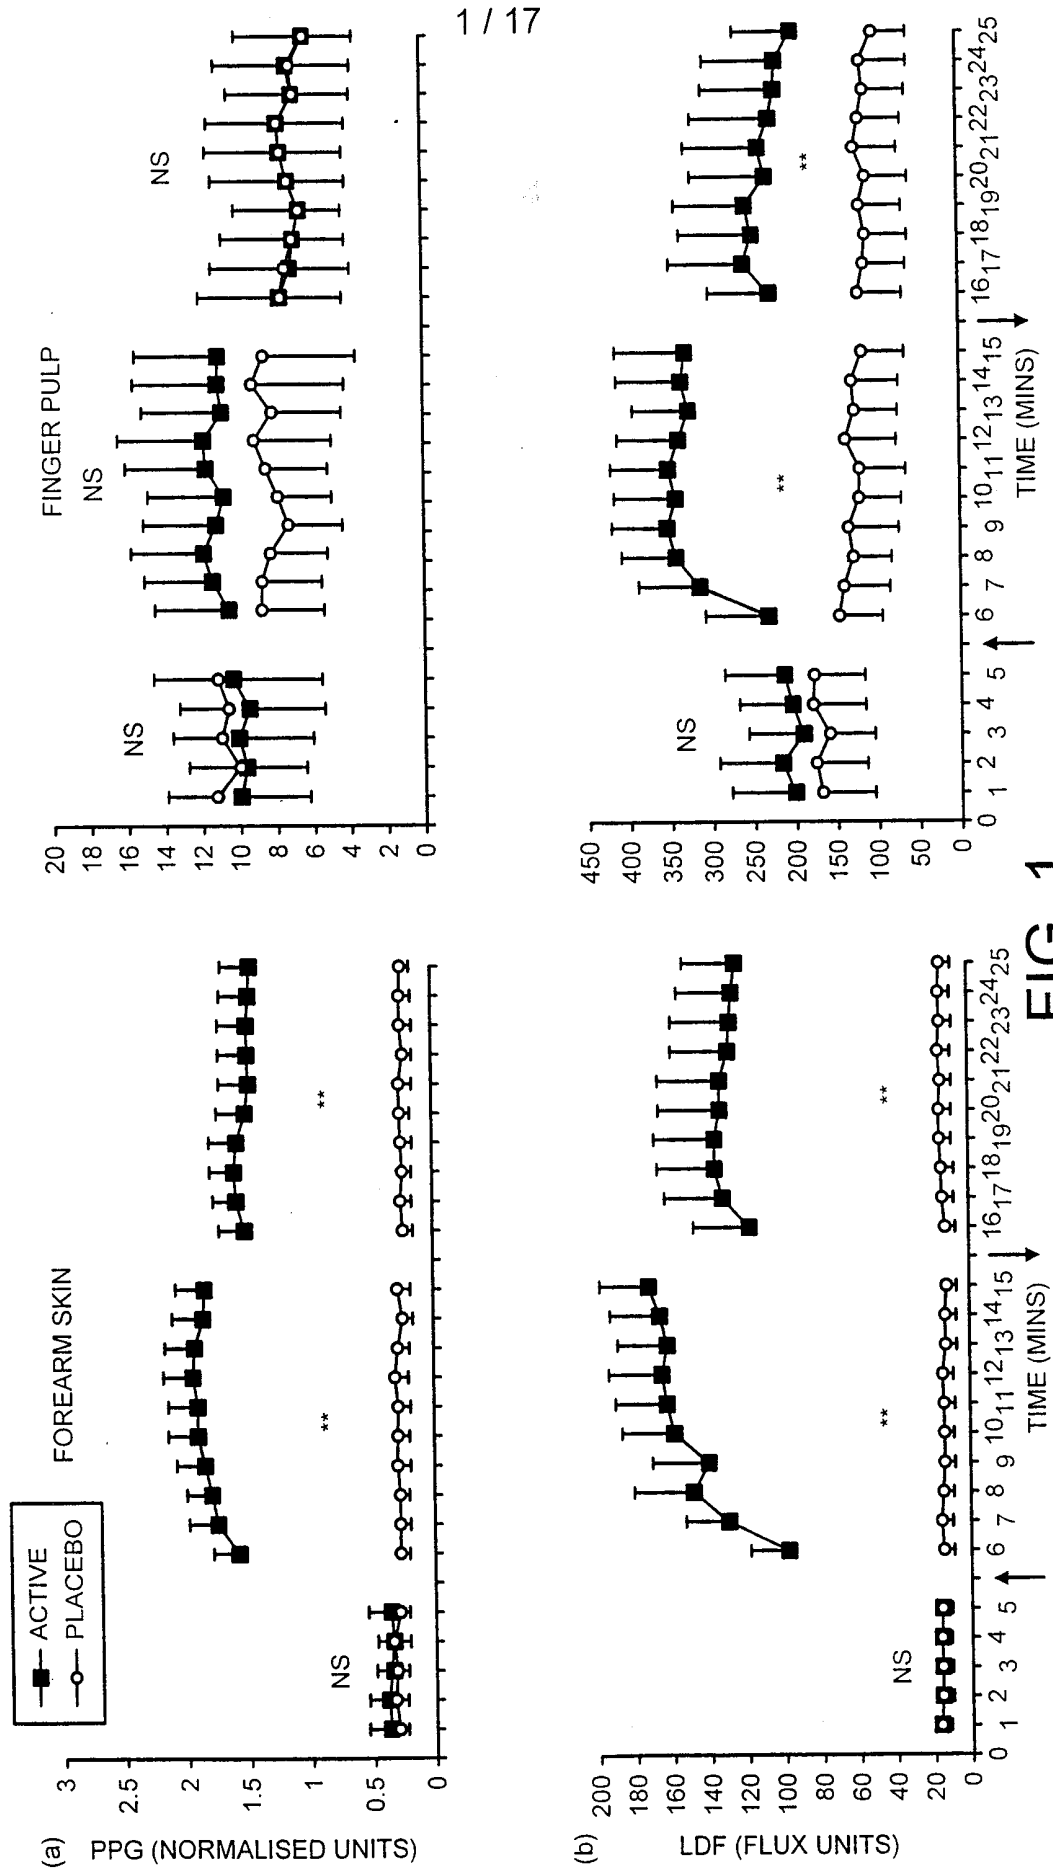 1 / 17
ACTIVE
PLACEBO
FOREARM SKIN
FINGER PULP
(a)
PPG (NORMALISED UNITS)
3
2.5
2
1.5
1
0.5
0
NS
**
**
20
18
16
14
12
10
8
6
4
2
0
NS
NS
NS
(b)
LDF (FLUX UNITS)
200
180
160
140
120
100
80
60
40
20
0
NS
**
**
0 1 2 3 4 5 6 7 8 9 10 11 12 13 14 15 16 17 18 19 20 21 22 23 24 25
TIME (MINS)
450
400
350
300
250
200
150
100
50
0
NS
**
**
0 1 2 3 4 5 6 7 8 9 10 11 12 13 14 15 16 17 18 19 20 21 22 23 24 25
TIME (MINS)
FIG. 1